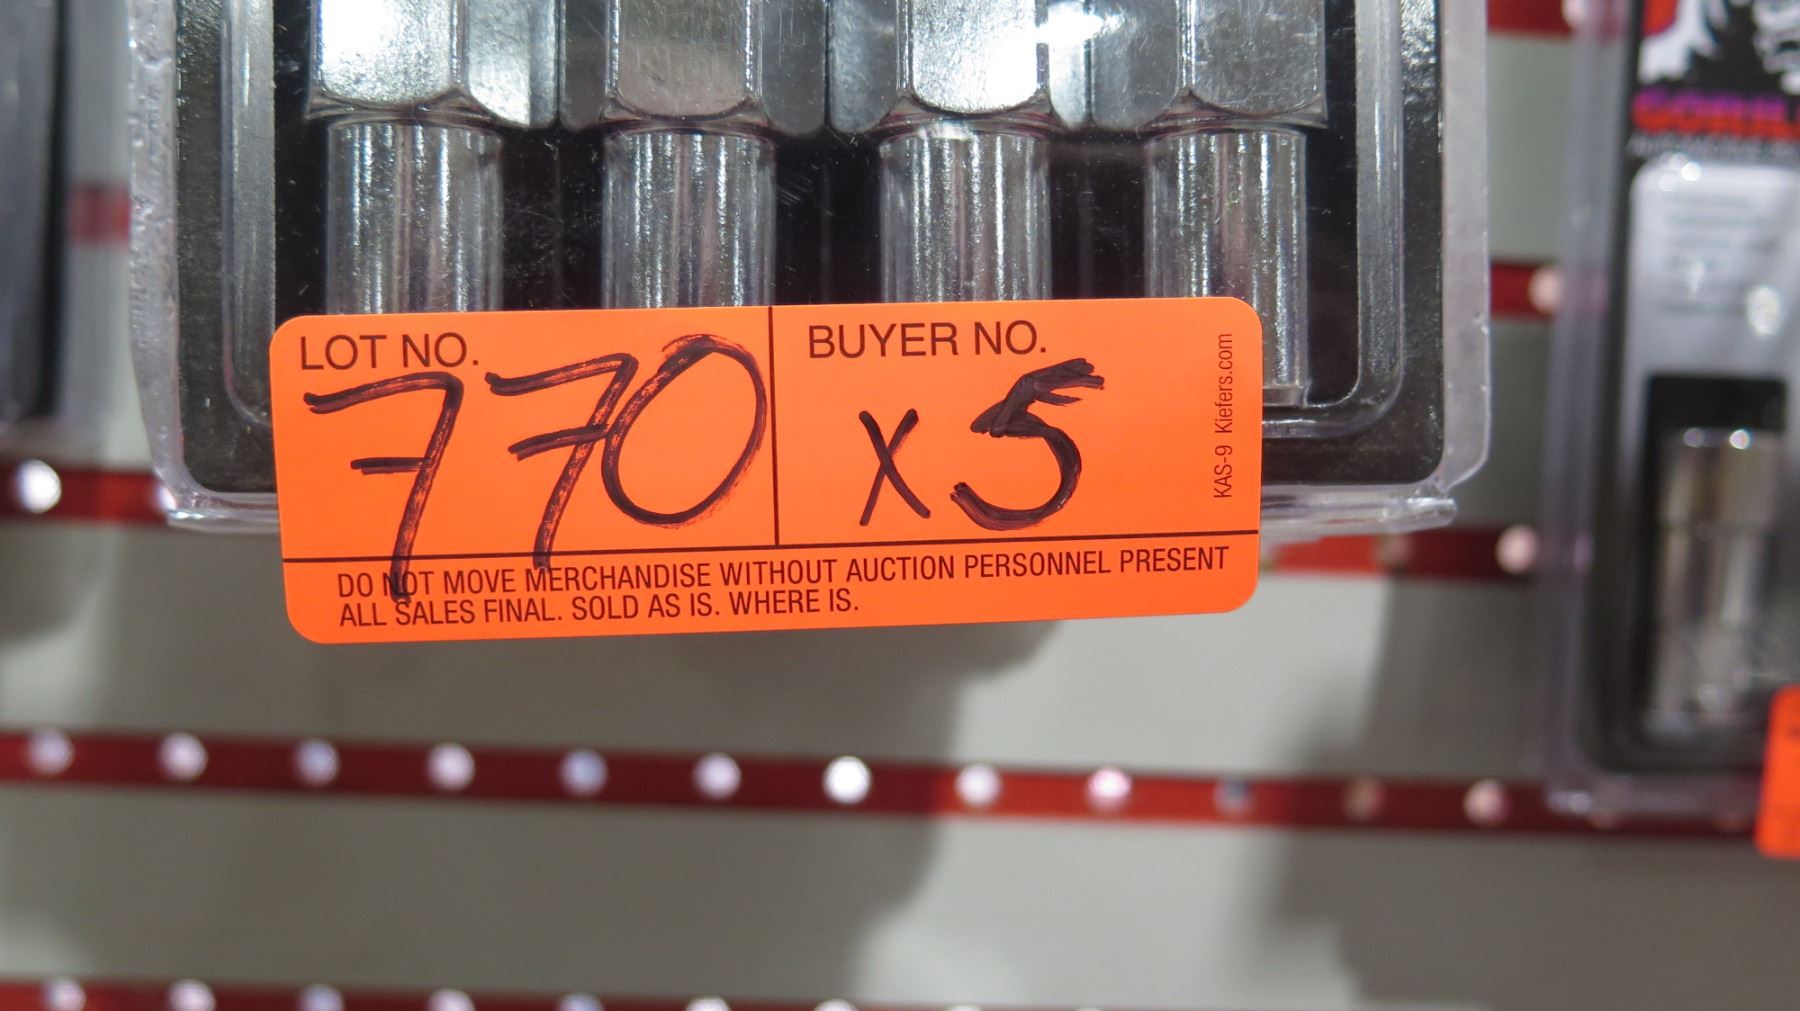 LOT NO.
770
BUYER NO.
x5
KAS-9 Kiefers.com
DO NOT MOVE MERCHANDISE WITHOUT AUCTION PERSONNEL PRESENT
ALL SALES FINAL. SOLD AS IS. WHERE IS.